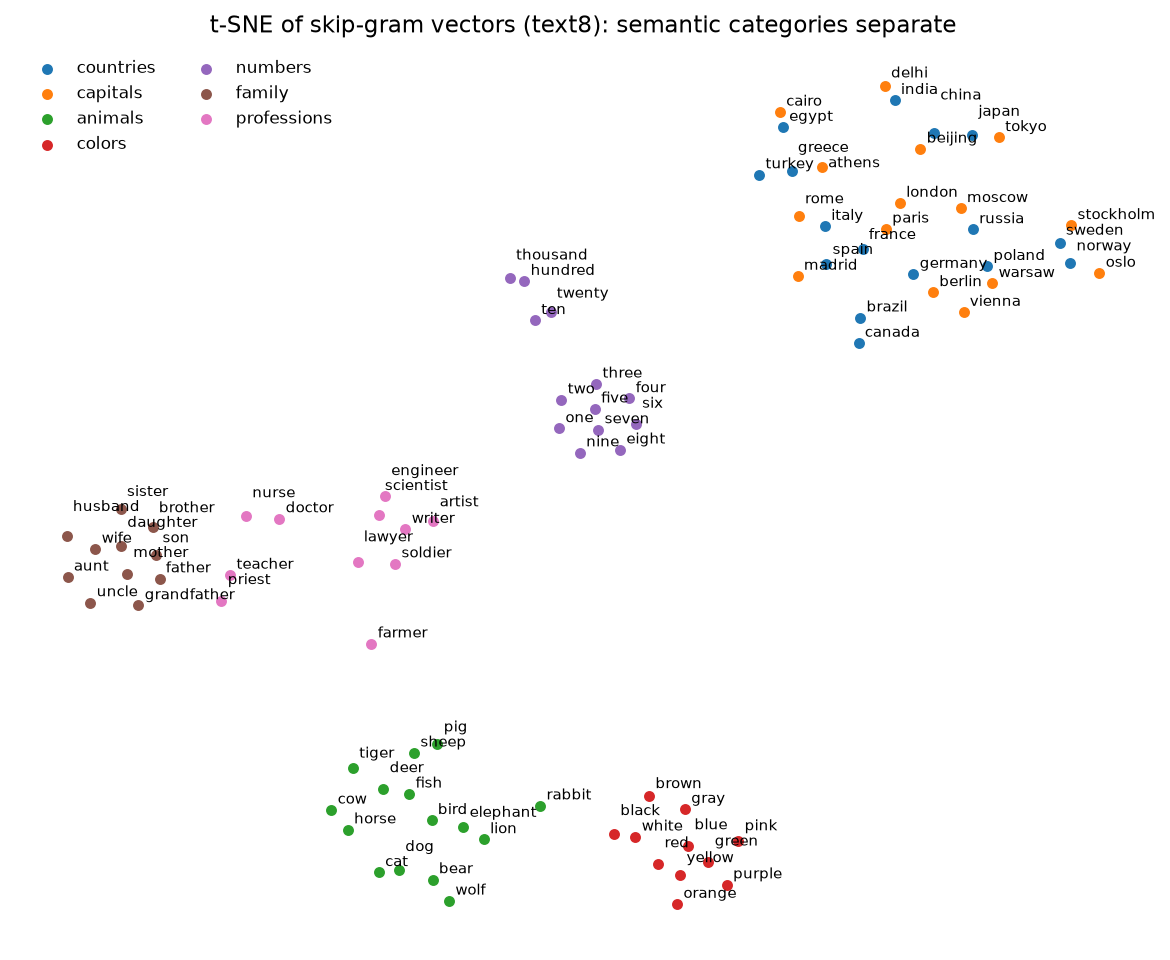 t-SNE of skip-gram vectors (text8): semantic categories separate
countries
capitals
animals
colors
numbers
family
professions
delhi
india
china
cairo
egypt
japan
tokyo
beijing
greece
turkey
athens
london
moscow
rome
italy
paris
russia
stockholm
france
sweden
spain
norway
madrid
germany
poland
oslo
warsaw
berlin
vienna
brazil
canada
thousand
hundred
twenty
ten
three
two
four
five
six
one
seven
nine
eight
engineer
scientist
artist
writer
lawyer
soldier
nurse
doctor
sister
husband
brother
daughter
wife
son
mother
aunt
father
teacher
priest
uncle
grandfather
farmer
pig
sheep
tiger
deer
fish
cow
horse
bird
elephant
lion
rabbit
dog
cat
bear
wolf
brown
gray
black
white
blue
pink
red
green
yellow
purple
orange